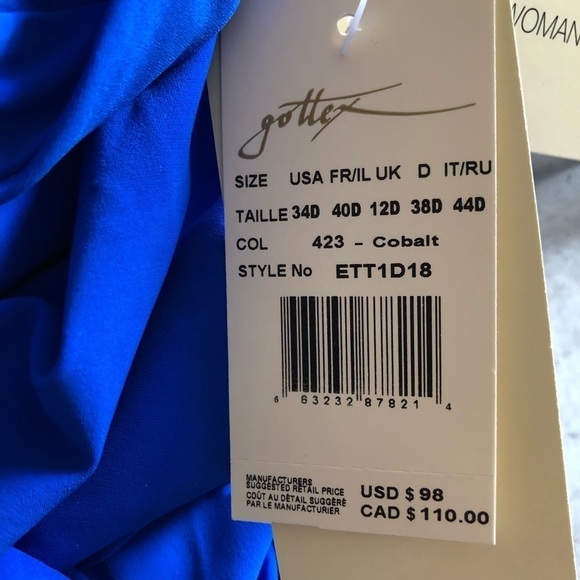 WOMAN
gottex
SIZE USA FR/IL UK D IT/RU
TAILLE 34D 40D 12D 38D 44D
COL 423 - Cobalt
STYLE No ETT1D18
6 63232 87821 4
MANUFACTURERS
SUGGESTED RETAIL PRICE
COÛT AU DÉTAIL SUGGÈRÉ
PAR LE MANUFACTURIER
USD $ 98
CAD $ 110.00